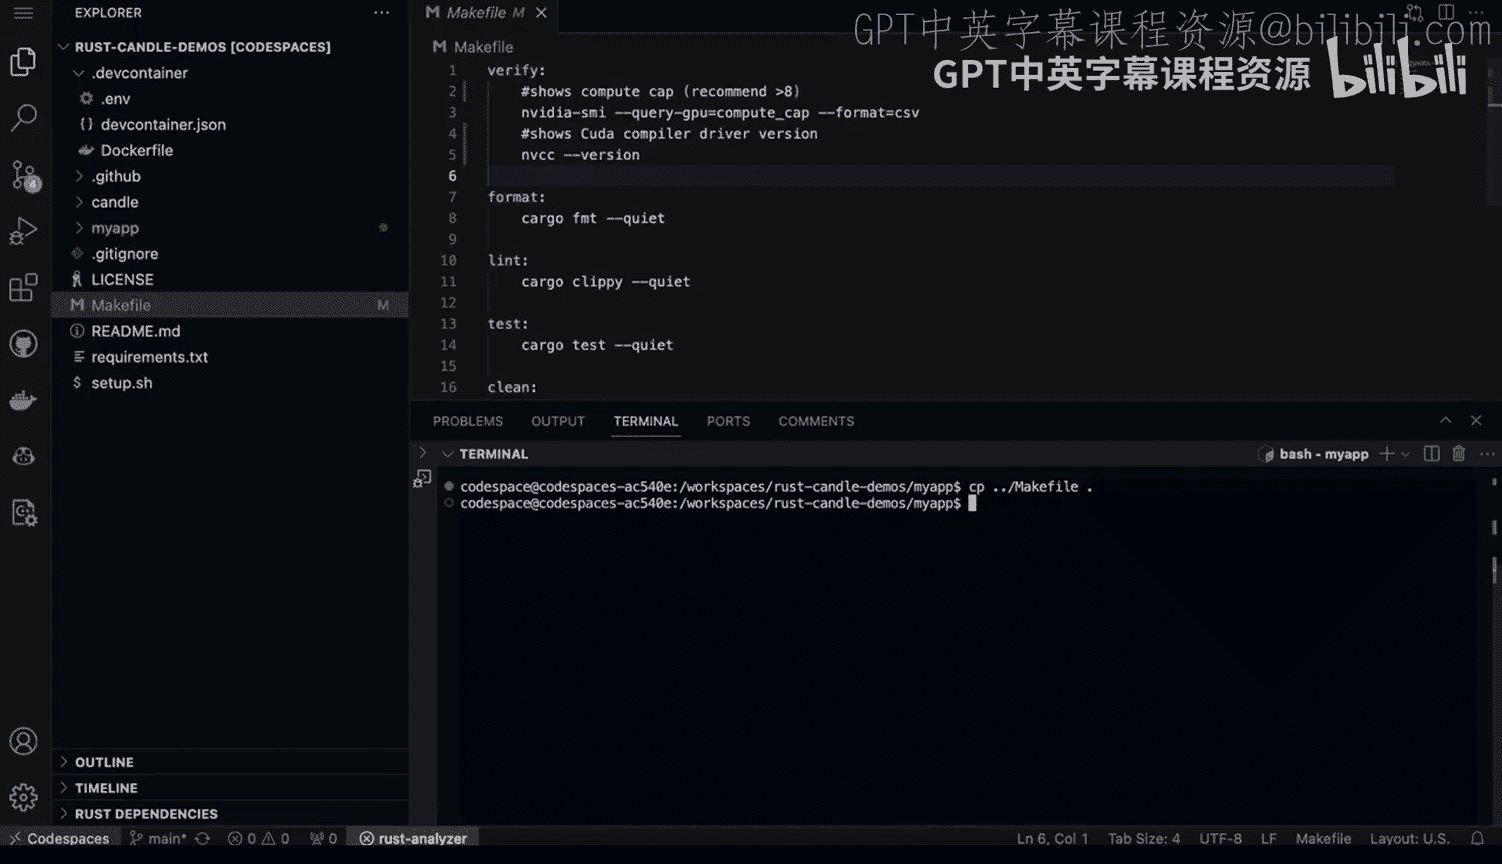 EXPLORER
RUST-CANDLE-DEMOS [CODESPACES]
.devcontainer
.env
{} devcontainer.json
Dockerfile
.github
candle
myapp
.gitignore
LICENSE
M Makefile M
README.md
requirements.txt
$ setup.sh
OUTLINE
TIMELINE
RUST DEPENDENCIES
4
M Makefile M
GPT中英字幕课程资源@bilibili.com
GPT中英字幕课程资源 bilibili
M Makefile
1 verify:
2 #shows compute cap (recommend >8)
3 nvidia-smi --query-gpu=compute_cap --format=csv
4 #shows Cuda compiler driver version
5 nvcc --version
6
7 format:
8 cargo fmt --quiet
9
10 lint:
11 cargo clippy --quiet
12
13 test:
14 cargo test --quiet
15
16 clean:
PROBLEMS OUTPUT TERMINAL PORTS COMMENTS
TERMINAL bash - myapp
codespace@codespaces-ac540e:/workspaces/rust-candle-demos/myapp$ cp ../Makefile .
codespace@codespaces-ac540e:/workspaces/rust-candle-demos/myapp$
Codespaces main* 0 0 0 rust-analyzer Ln 6, Col 1 Tab Size: 4 UTF-8 LF Makefile Layout: U.S.